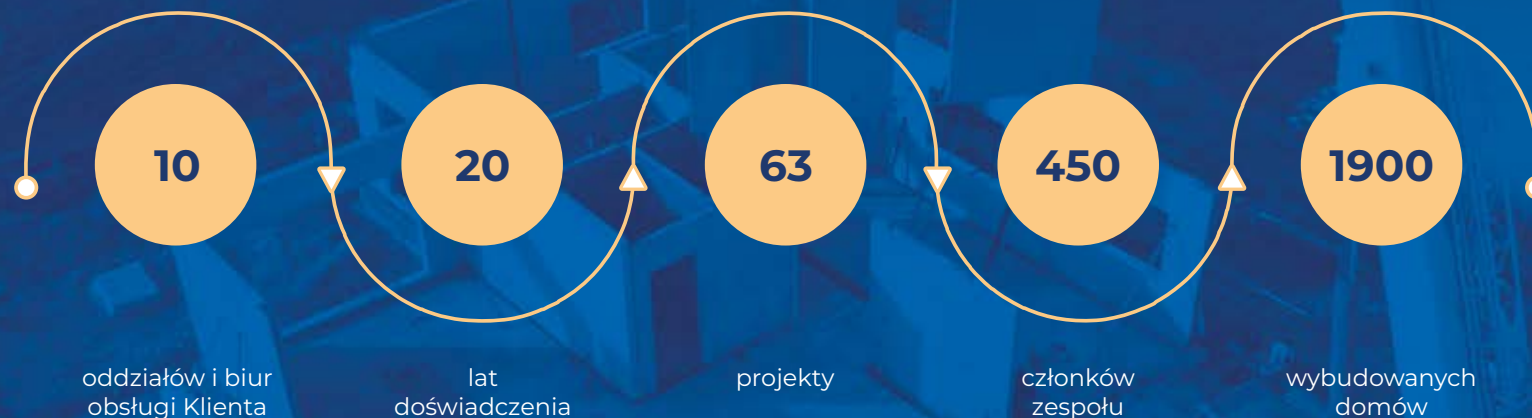 10
oddziałów i biur
obsługi Klienta
20
lat
doświadczenia
63
projekty
450
członków
zespołu
1900
wybudowanych
domów